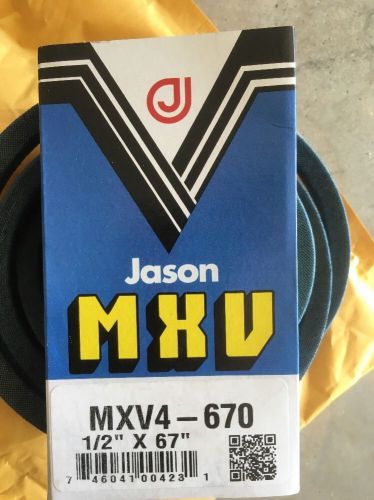 J
Jason
MXV
MXV4-670
1/2" X 67"
7 46041 00423 1